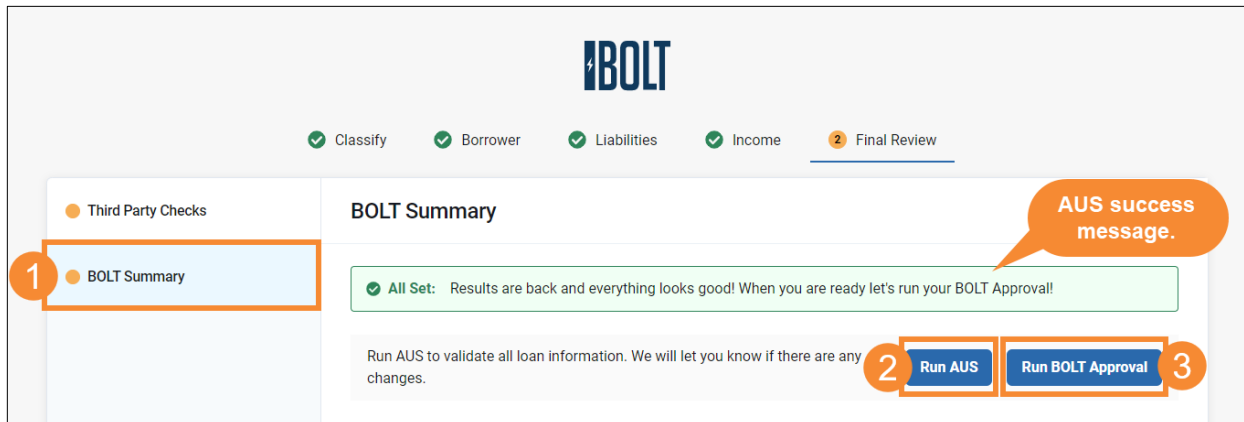 BOLT
Classify Borrower Liabilities Income 2 Final Review
Third Party Checks
1 BOLT Summary
BOLT Summary
AUS success
message.
All Set: Results are back and everything looks good! When you are ready let's run your BOLT Approval!
Run AUS to validate all loan information. We will let you know if there are any
changes.
2 Run AUS
Run BOLT Approval 3